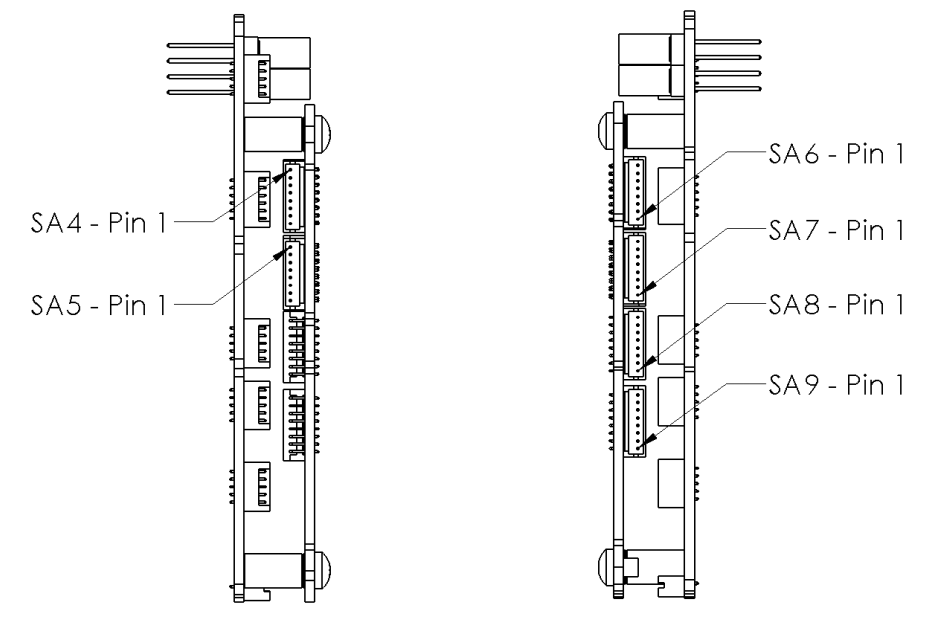 SA4 - Pin 1
SA5 - Pin 1
SA6 - Pin 1
SA7 - Pin 1
SA8 - Pin 1
SA9 - Pin 1